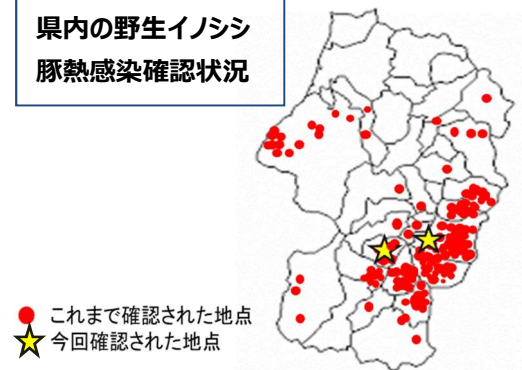 県内の野生イノシシ
豚熱感染確認状況
これまで確認された地点
今回確認された地点